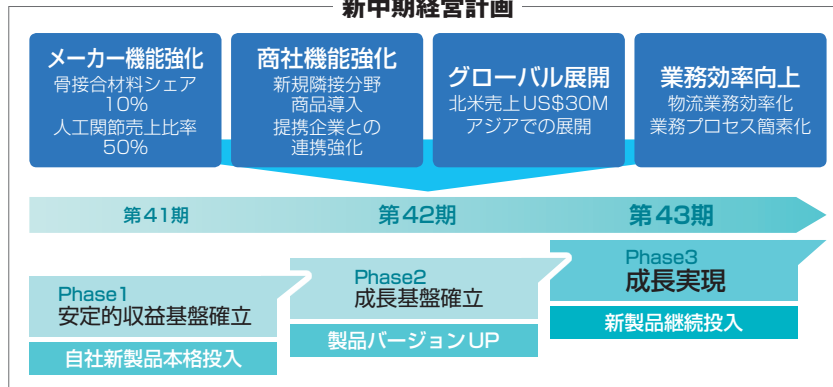 新中期経営計画
メーカー機能強化
骨接合材料シェア
10%
人工関節売上比率
50%
商社機能強化
新規隣接分野
商品導入
提携企業との
連携強化
グローバル展開
北米売上US$30M
アジアでの展開
業務効率向上
物流業務効率化
業務プロセス簡素化
第41期
第42期
第43期
Phase1
安定的収益基盤確立
自社新製品本格投入
Phase2
成長基盤確立
製品バージョンUP
Phase3
成長実現
新製品継続投入